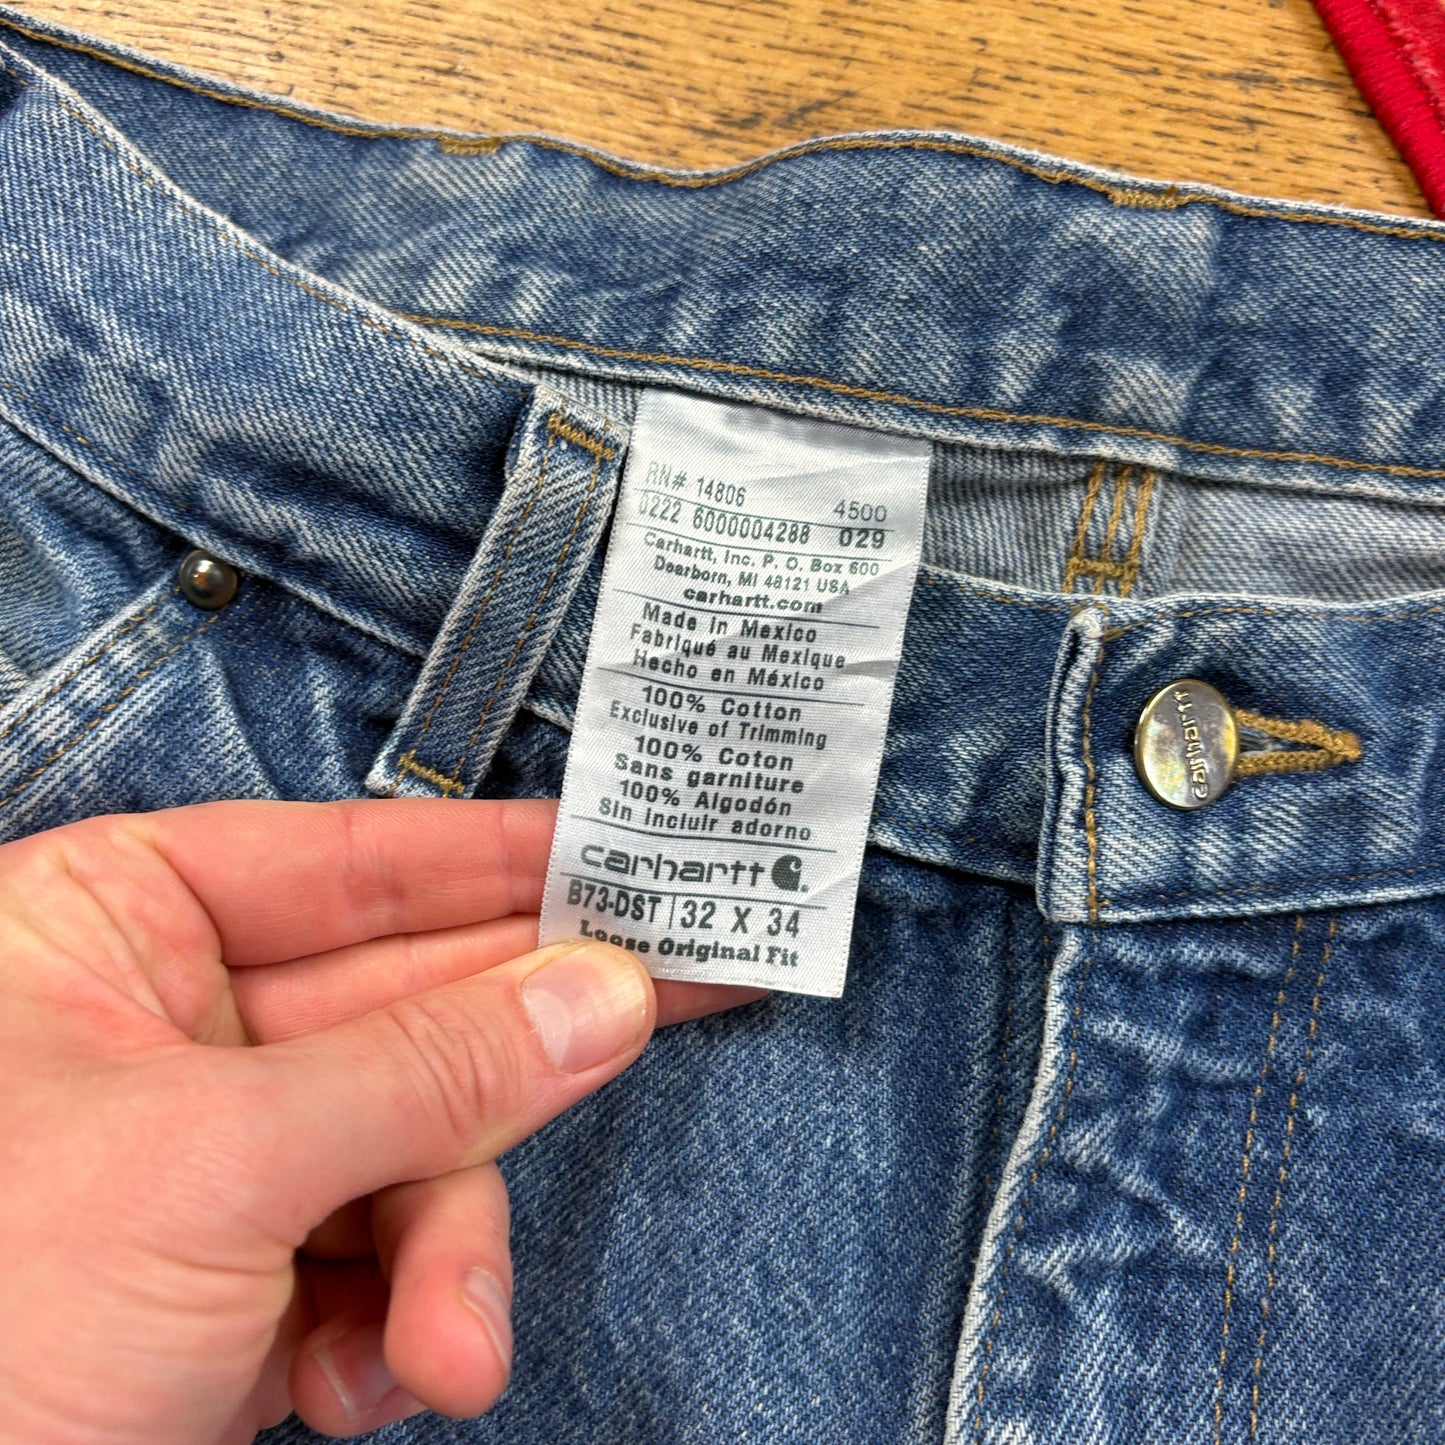 RN# 14806 4500
0222 6000004288 029
Carhartt, Inc. P. O. Box 600
Dearborn, MI 48121 USA
carhartt.com
Made in Mexico
Fabriqué au Mexique
Hecho en México
100% Cotton
Exclusive of Trimming
100% Coton
Sans garniture
100% Algodón
Sin incluir adorno
carhartt
B73-DST | 32 X 34
Loose Original Fit
carhartt